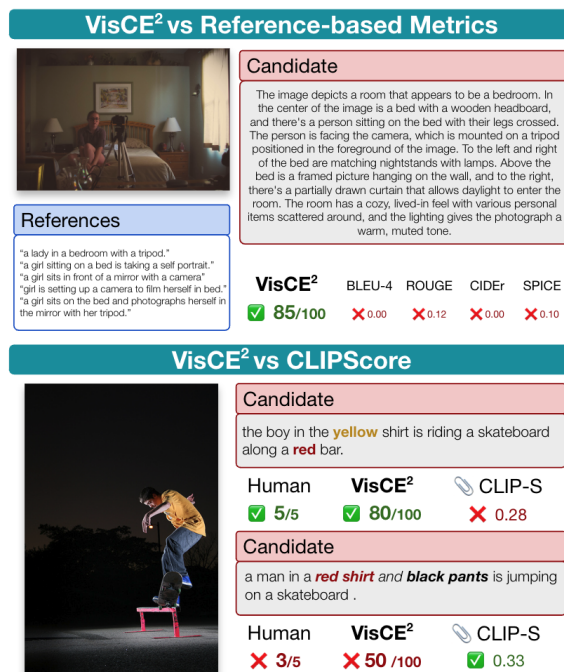 VisCE² vs Reference-based Metrics
Candidate
The image depicts a room that appears to be a bedroom. In
the center of the image is a bed with a wooden headboard,
and there's a person sitting on the bed with their legs crossed.
The person is facing the camera, which is mounted on a tripod
positioned in the foreground of the image. To the left and right
of the bed are matching nightstands with lamps. Above the
bed is a framed picture hanging on the wall, and to the right,
there's a partially drawn curtain that allows daylight to enter the
room. The room has a cozy, lived-in feel with various personal
items scattered around, and the lighting gives the photograph a
warm, muted tone.
References
"a lady in a bedroom with a tripod."
"a girl sitting on a bed is taking a self portrait."
"a girl sits in front of a mirror with a camera"
"girl is setting up a camera to film herself in bed."
"a girl sits on the bed and photographs herself in
the mirror with her tripod."
VisCE² BLEU-4 ROUGE CIDEr SPICE
✅ 85/100 ❌ 0.00 ❌ 0.12 ❌ 0.00 ❌ 0.10
VisCE² vs CLIPScore
Candidate
the boy in the yellow shirt is riding a skateboard
along a red bar.
Human VisCE² 📎 CLIP-S
✅ 5/5 ✅ 80/100 ❌ 0.28
Candidate
a man in a red shirt and black pants is jumping
on a skateboard .
Human VisCE² 📎 CLIP-S
❌ 3/5 ❌ 50 /100 ✅ 0.33